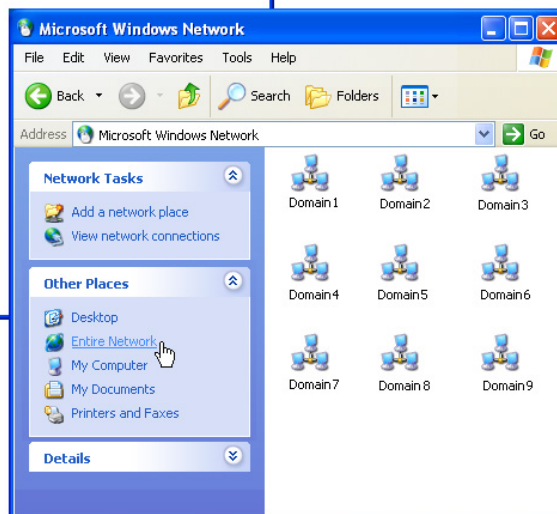 Microsoft Windows Network
File Edit View Favorites Tools Help
Back Search Folders
Address Microsoft Windows Network Go
Network Tasks
Add a network place
View network connections
Other Places
Desktop
Entire Network
My Computer
My Documents
Printers and Faxes
Details
Domain1 Domain2 Domain3
Domain4 Domain5 Domain6
Domain7 Domain8 Domain9